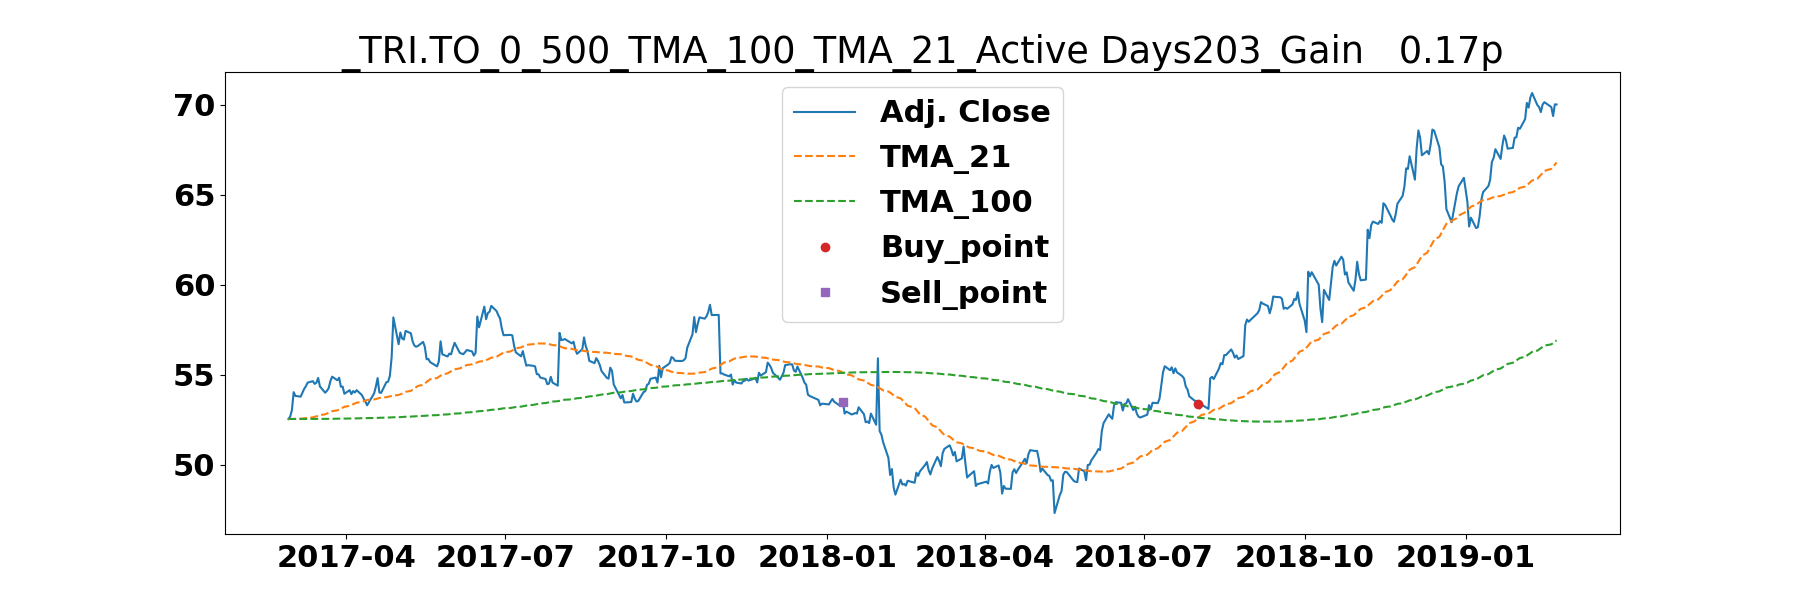 _TRI.TO_0_500_TMA_100_TMA_21_Active Days203_Gain   0.17p
70
65
60
55
50
Adj. Close
TMA_21
TMA_100
Buy_point
Sell_point
2017-04 2017-07 2017-10 2018-01 2018-04 2018-07 2018-10 2019-01